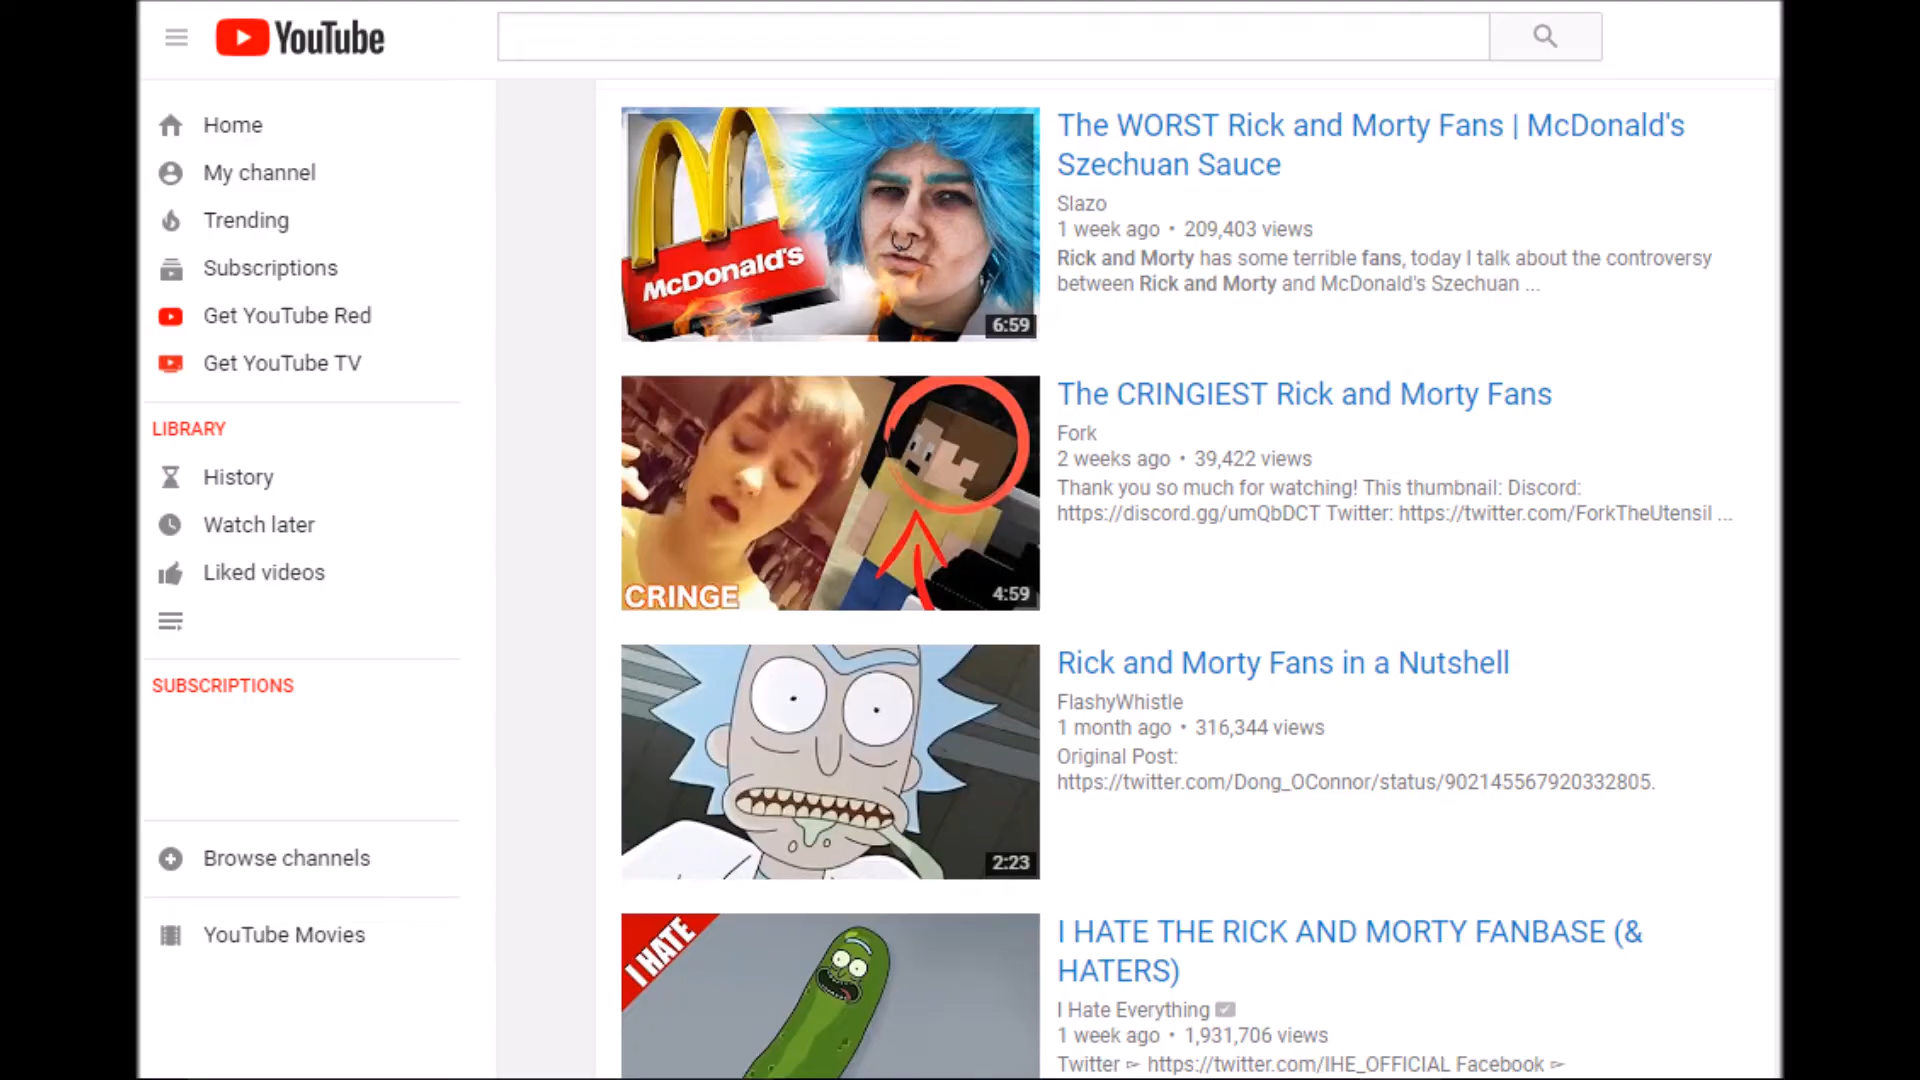 YouTube
Home
My channel
Trending
Subscriptions
Get YouTube Red
Get YouTube TV
LIBRARY
History
Watch later
Liked videos
SUBSCRIPTIONS
Browse channels
YouTube Movies
McDonald's
6:59
The WORST Rick and Morty Fans | McDonald's
Szechuan Sauce
Slazo
1 week ago • 209,403 views
Rick and Morty has some terrible fans, today I talk about the controversy
between Rick and Morty and McDonald's Szechuan ...
CRINGE
4:59
The CRINGIEST Rick and Morty Fans
Fork
2 weeks ago • 39,422 views
Thank you so much for watching! This thumbnail: Discord:
https://discord.gg/umQbDCT Twitter: https://twitter.com/ForkTheUtensil ...
2:23
Rick and Morty Fans in a Nutshell
FlashyWhistle
1 month ago • 316,344 views
Original Post:
https://twitter.com/Dong_OConnor/status/902145567920332805.
I HATE
I HATE THE RICK AND MORTY FANBASE (&
HATERS)
I Hate Everything
1 week ago • 1,931,706 views
Twitter ► https://twitter.com/IHE_OFFICIAL Facebook ►